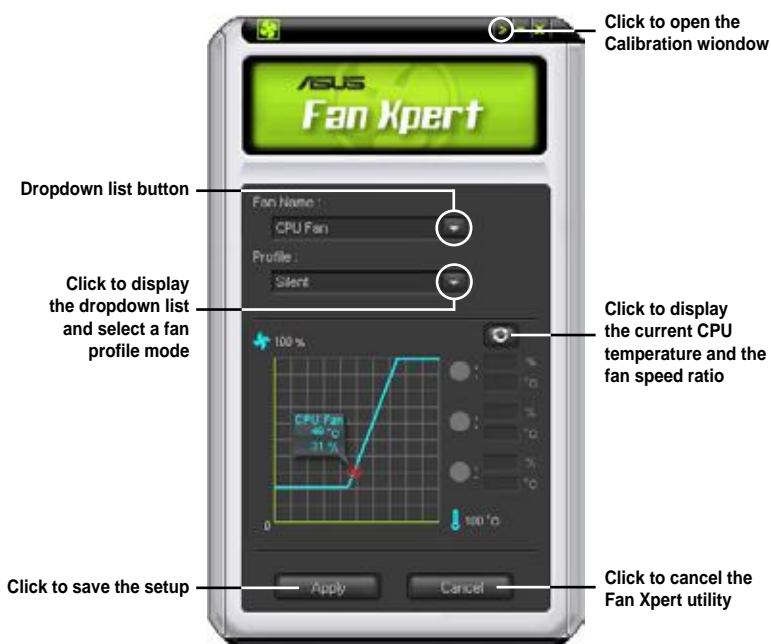 Click to open the
Calibration wiondow
ASUS
Fan Xpert
Dropdown list button
Fan Name :
CPU Fan
Profile :
Silent
Click to display
the dropdown list
and select a fan
profile mode
Click to display
the current CPU
temperature and the
fan speed ratio
100 %
%
°C
CPU Fan
°C
31 %
%
°C
%
°C
0
100 °C
Click to save the setup
Apply
Cancel
Click to cancel the
Fan Xpert utility